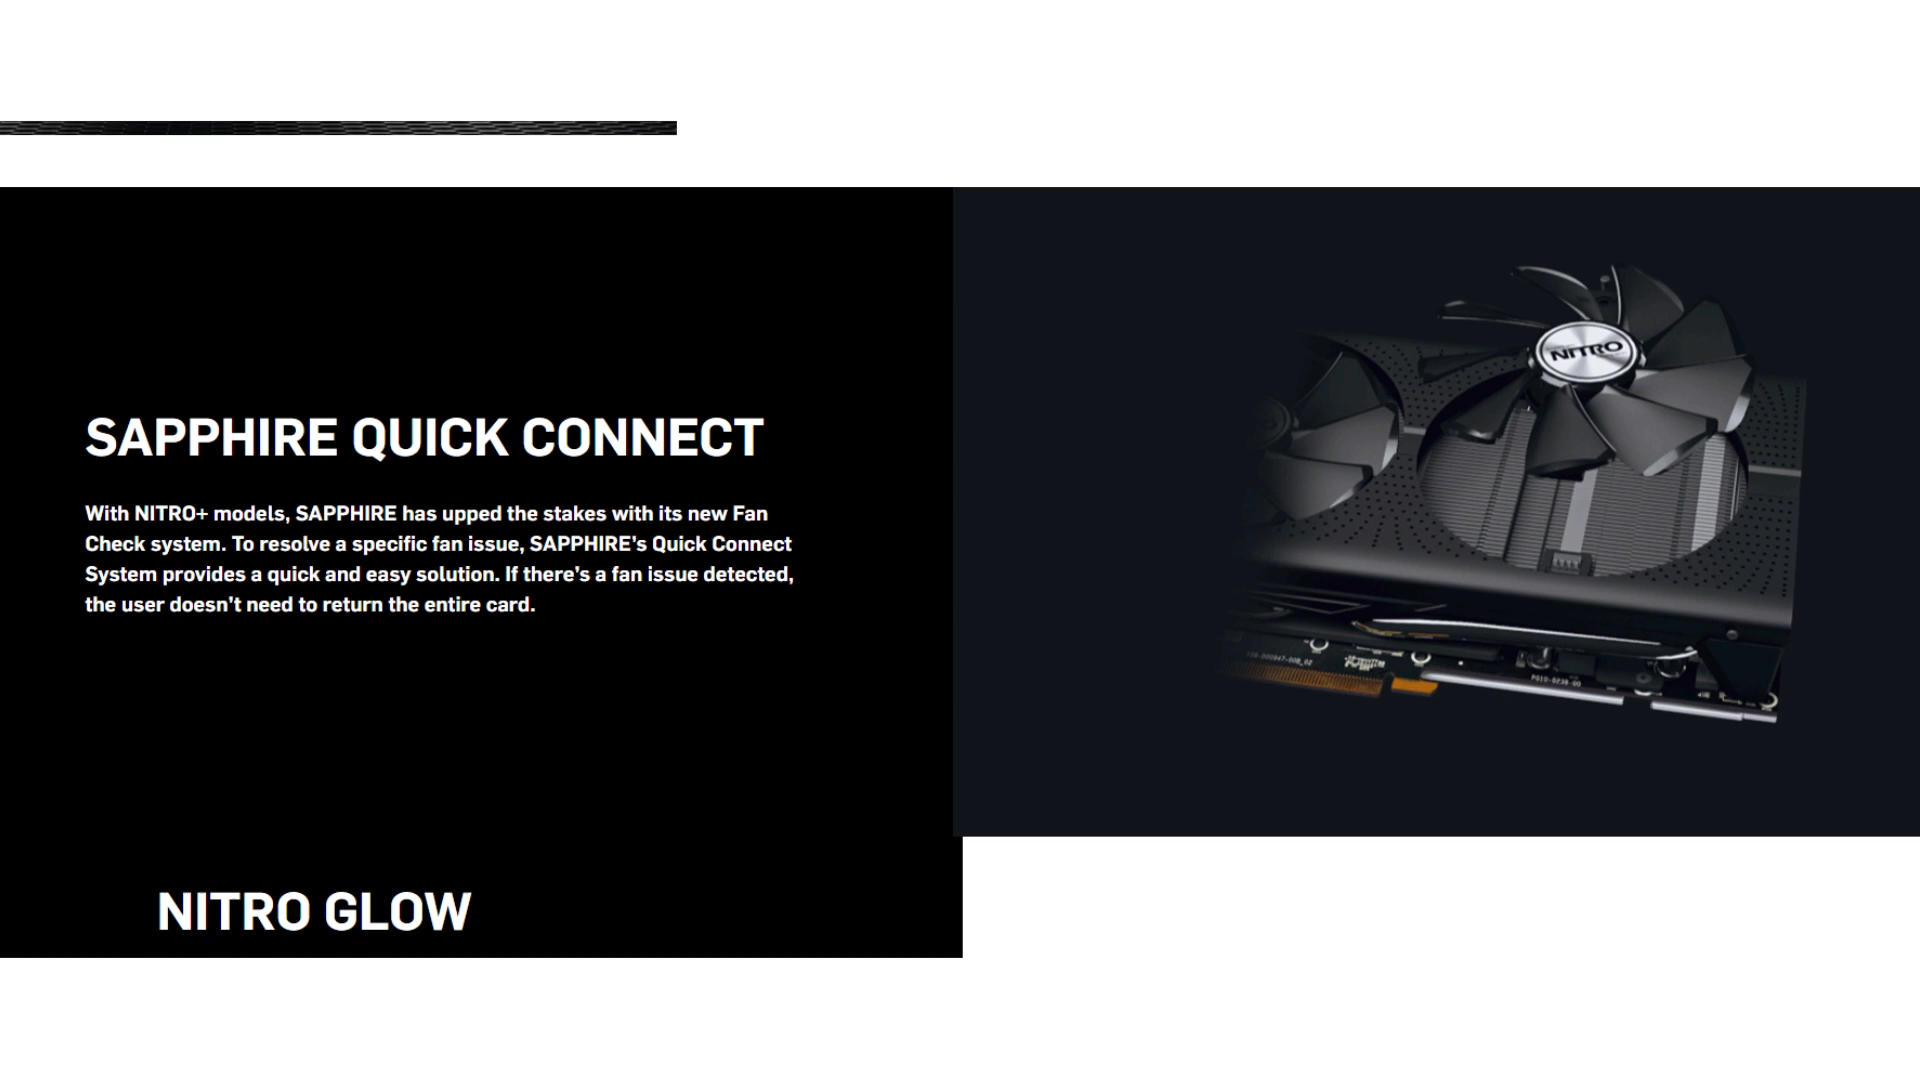 SAPPHIRE QUICK CONNECT
With NITRO+ models, SAPPHIRE has upped the stakes with its new Fan
Check system. To resolve a specific fan issue, SAPPHIRE’s Quick Connect
System provides a quick and easy solution. If there’s a fan issue detected,
the user doesn’t need to return the entire card.
NITRO
NITRO GLOW